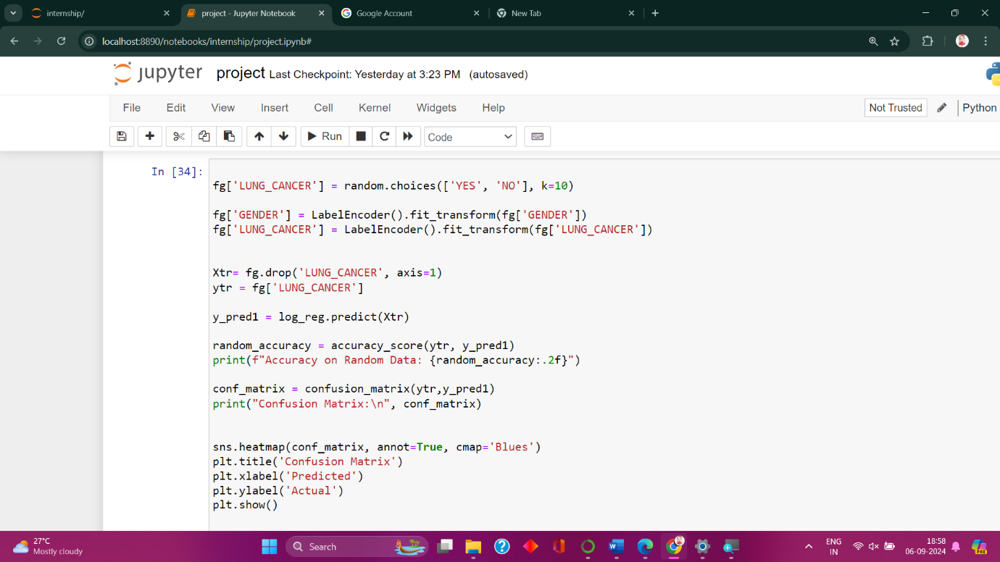 internship/
project - Jupyter Notebook
Google Account
New Tab
localhost:8890/notebooks/internship/project.ipynb#
jupyter project Last Checkpoint: Yesterday at 3:23 PM (autosaved)
File Edit View Insert Cell Kernel Widgets Help Not Trusted Python
Run Code
In [34]:
fg['LUNG_CANCER'] = random.choices(['YES', 'NO'], k=10)
fg['GENDER'] = LabelEncoder().fit_transform(fg['GENDER'])
fg['LUNG_CANCER'] = LabelEncoder().fit_transform(fg['LUNG_CANCER'])
Xtr= fg.drop('LUNG_CANCER', axis=1)
ytr = fg['LUNG_CANCER']
y_pred1 = log_reg.predict(Xtr)
random_accuracy = accuracy_score(ytr, y_pred1)
print(f"Accuracy on Random Data: {random_accuracy:.2f}")
conf_matrix = confusion_matrix(ytr,y_pred1)
print("Confusion Matrix:\n", conf_matrix)
sns.heatmap(conf_matrix, annot=True, cmap='Blues')
plt.title('Confusion Matrix')
plt.xlabel('Predicted')
plt.ylabel('Actual')
plt.show()
27°C
Mostly cloudy
Search
ENG
IN
18:58
06-09-2024
PRE